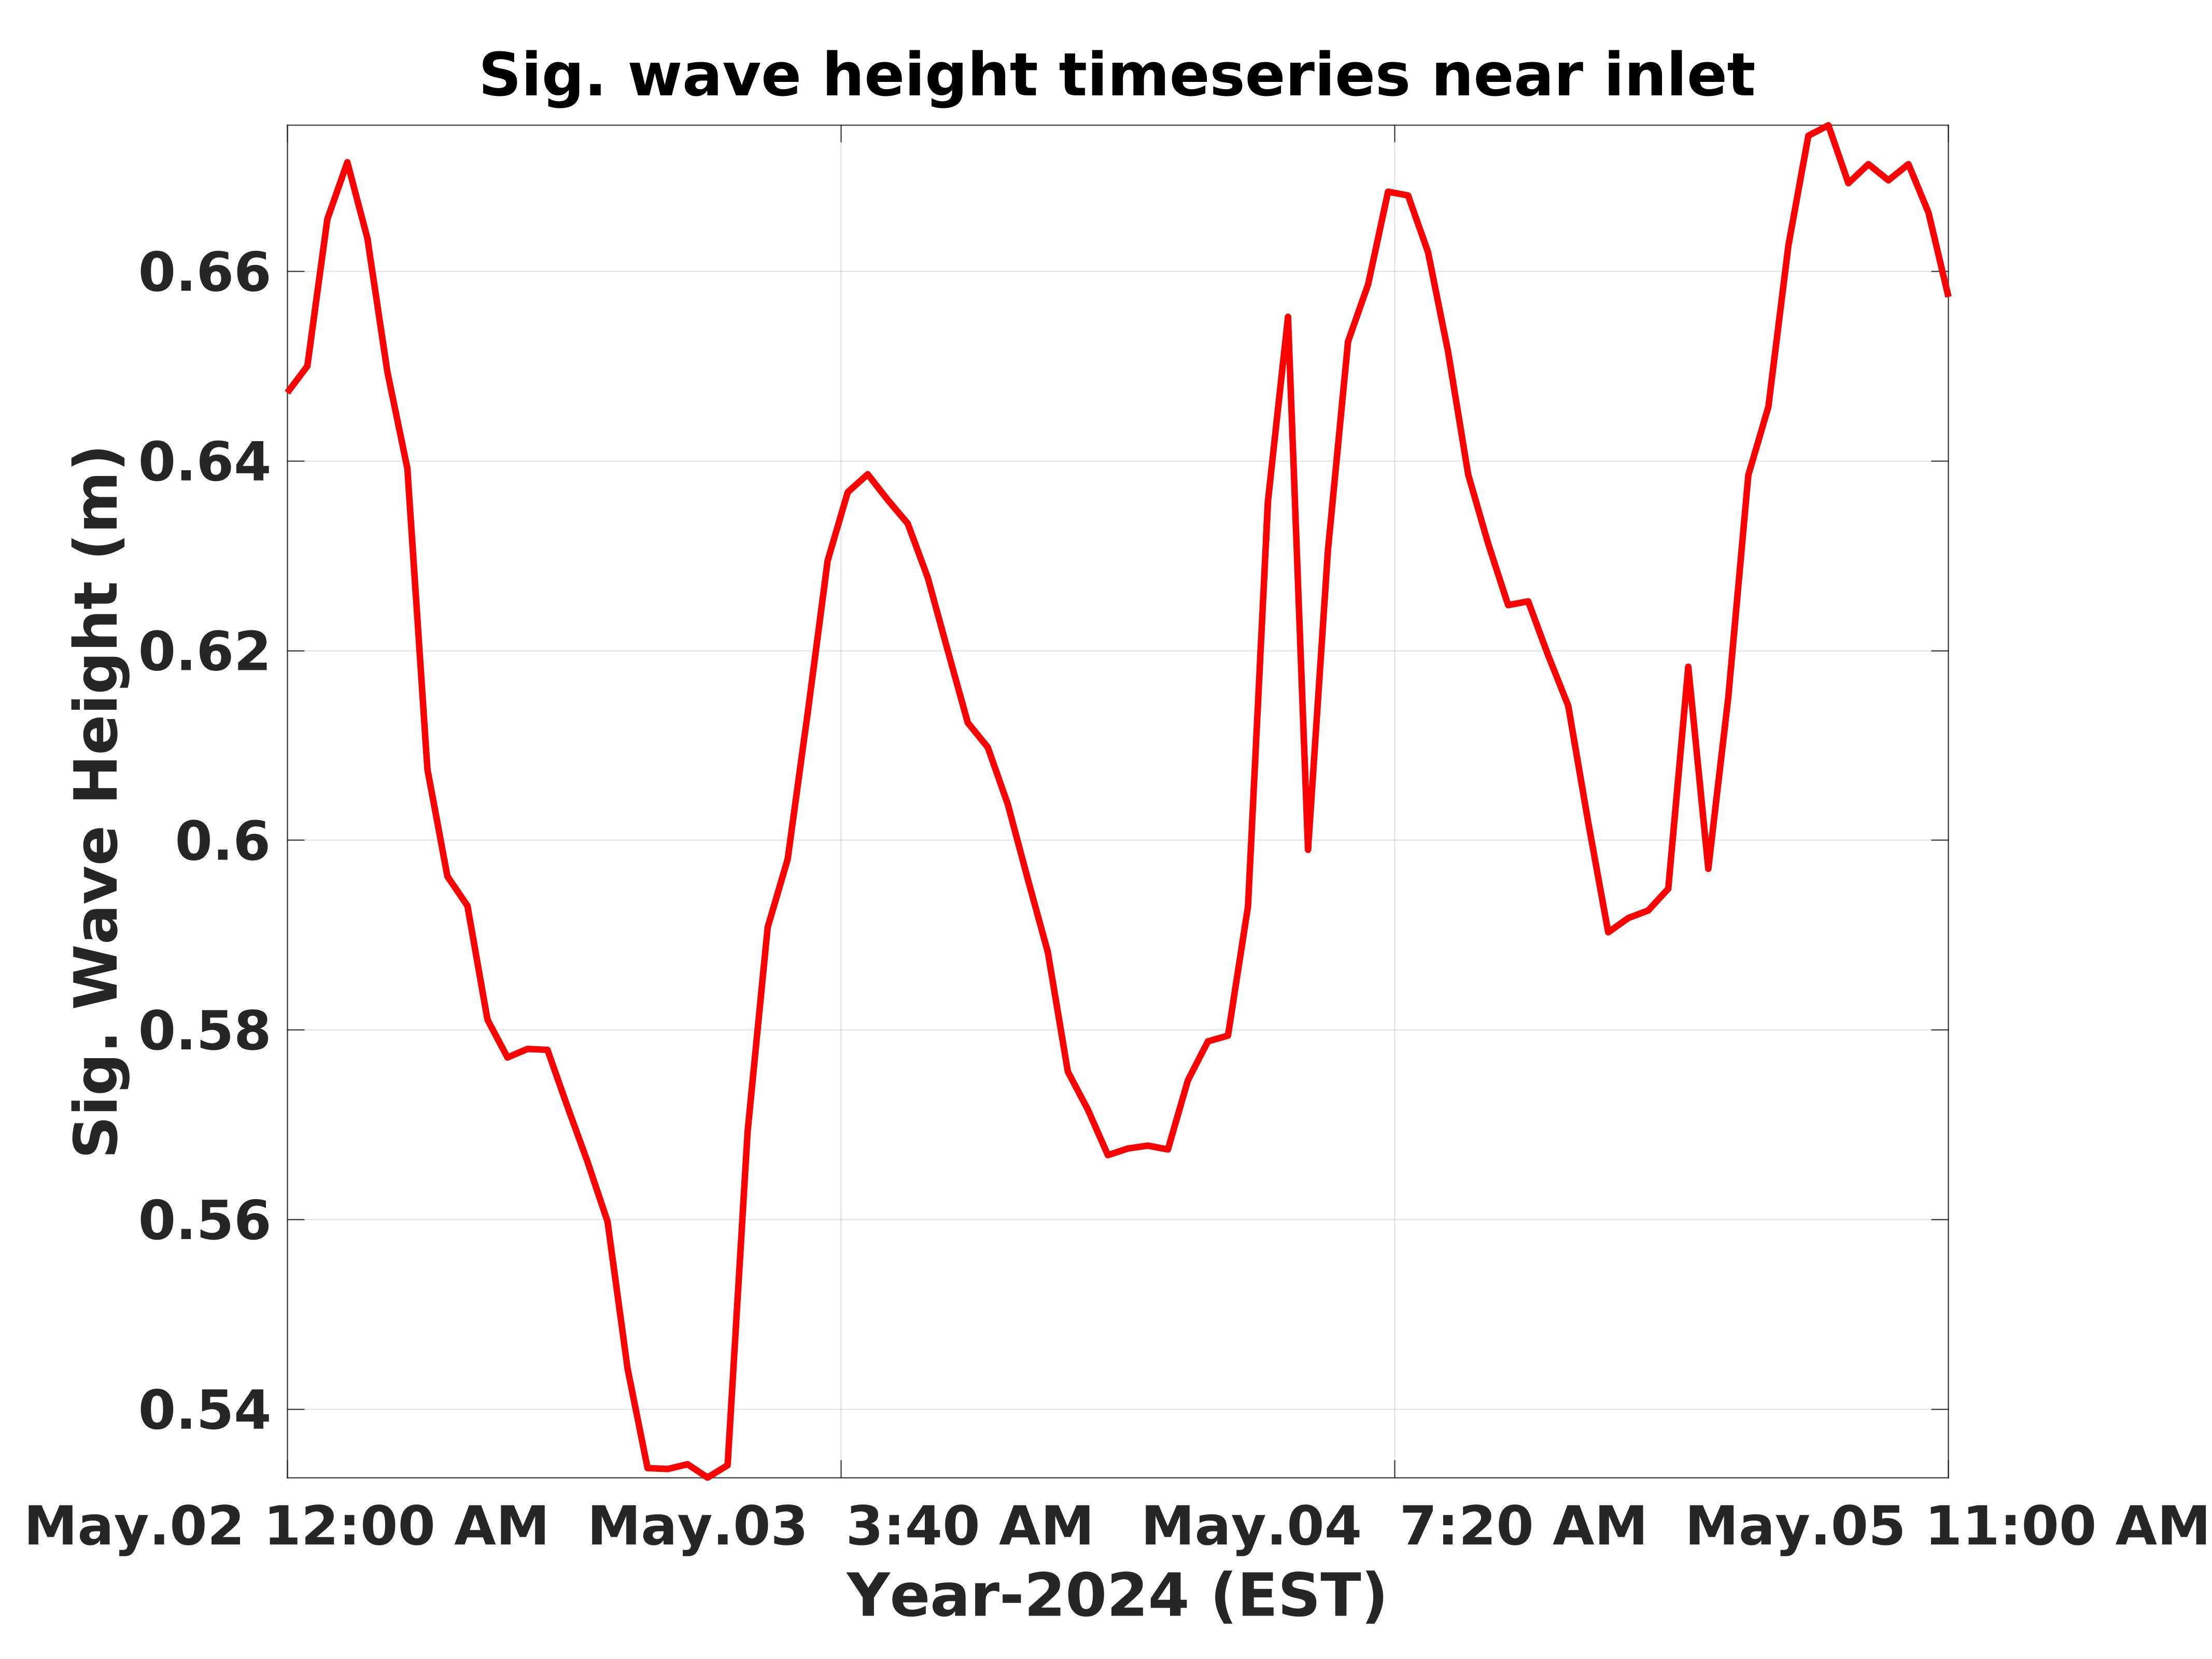 Sig. wave height timeseries near inlet
Sig. Wave Height (m)
0.66
0.64
0.62
0.6
0.58
0.56
0.54
May.02 12:00 AM May.03 3:40 AM May.04 7:20 AM May.05 11:00 AM
Year-2024 (EST)